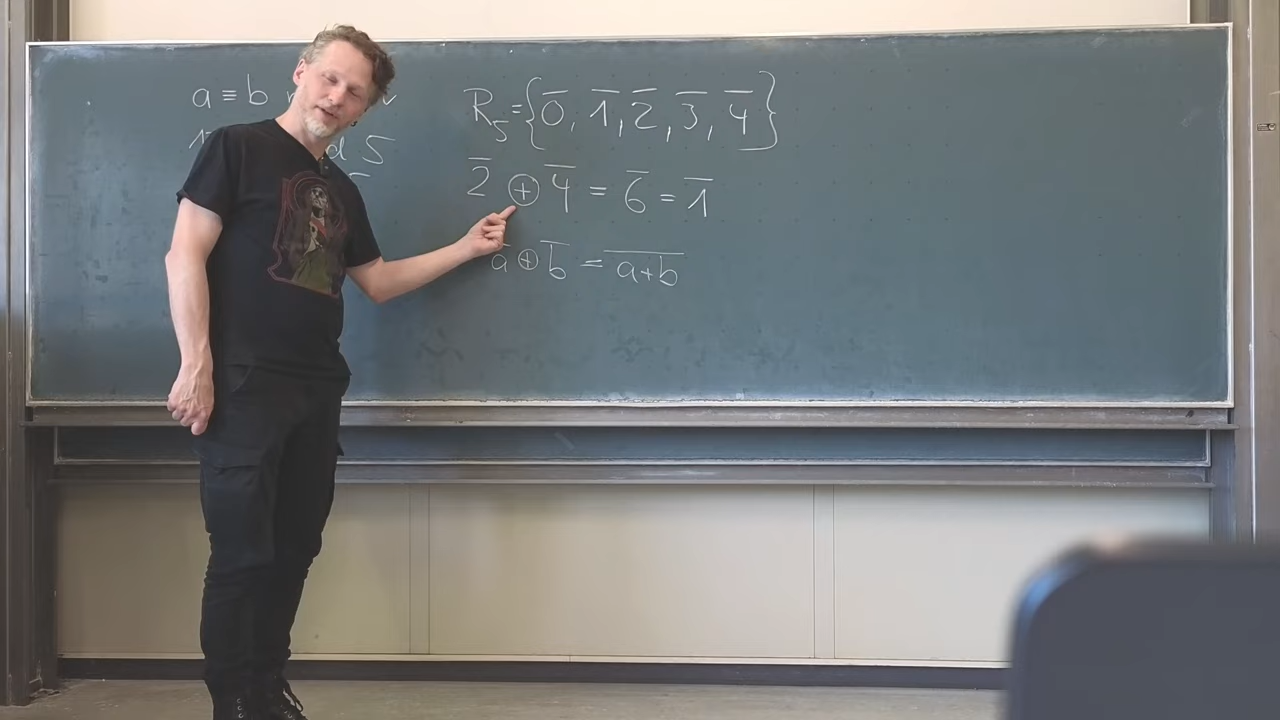 a ≡ b
R₅ = {0̅, 1̅, 2̅, 3̅, 4̅}
d 5
2̅ ⊕ 4̅ = 6̅ = 1̅
a̅ ⊕ b̅ = a̅+̅b̅